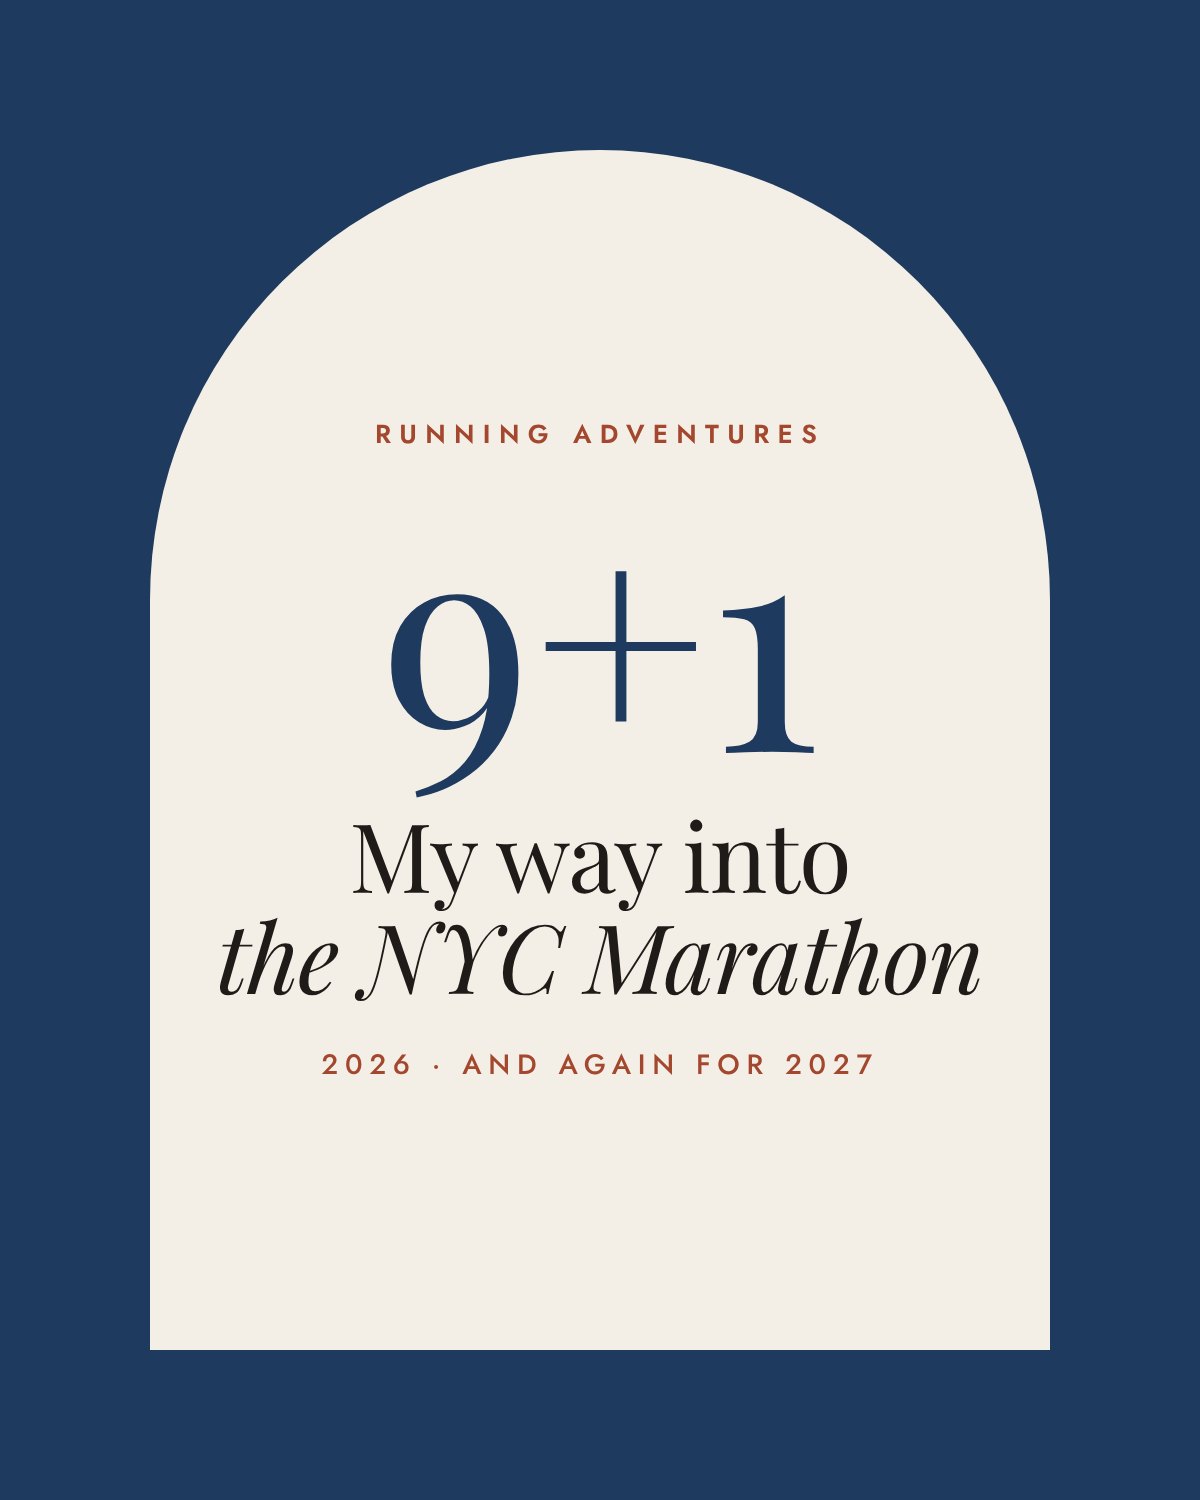 RUNNING ADVENTURES
9+1
My way into
the NYC Marathon
2026 · AND AGAIN FOR 2027